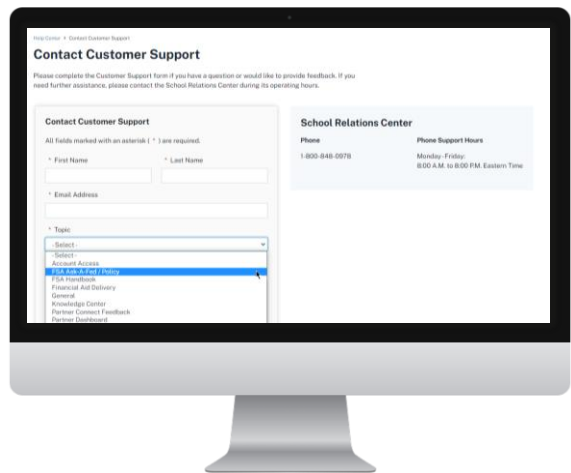 Help Center > Contact Customer Support
Contact Customer Support
Please complete the Customer Support form if you have a question or would like to provide feedback. If you
need further assistance, please contact the School Relations Center during its operating hours.
Contact Customer Support
All fields marked with an asterisk ( * ) are required.
* First Name
* Last Name
* Email Address
* Topic
- Select -
- Select -
Account Access
FSA Ask-A-Fed / Policy
FSA Handbook
Financial Aid Delivery
General
Knowledge Center
Partner Connect Feedback
Partner Dashboard
School Relations Center
Phone
Phone Support Hours
1-800-848-0978
Monday-Friday:
8:00 A.M. to 8:00 P.M. Eastern Time